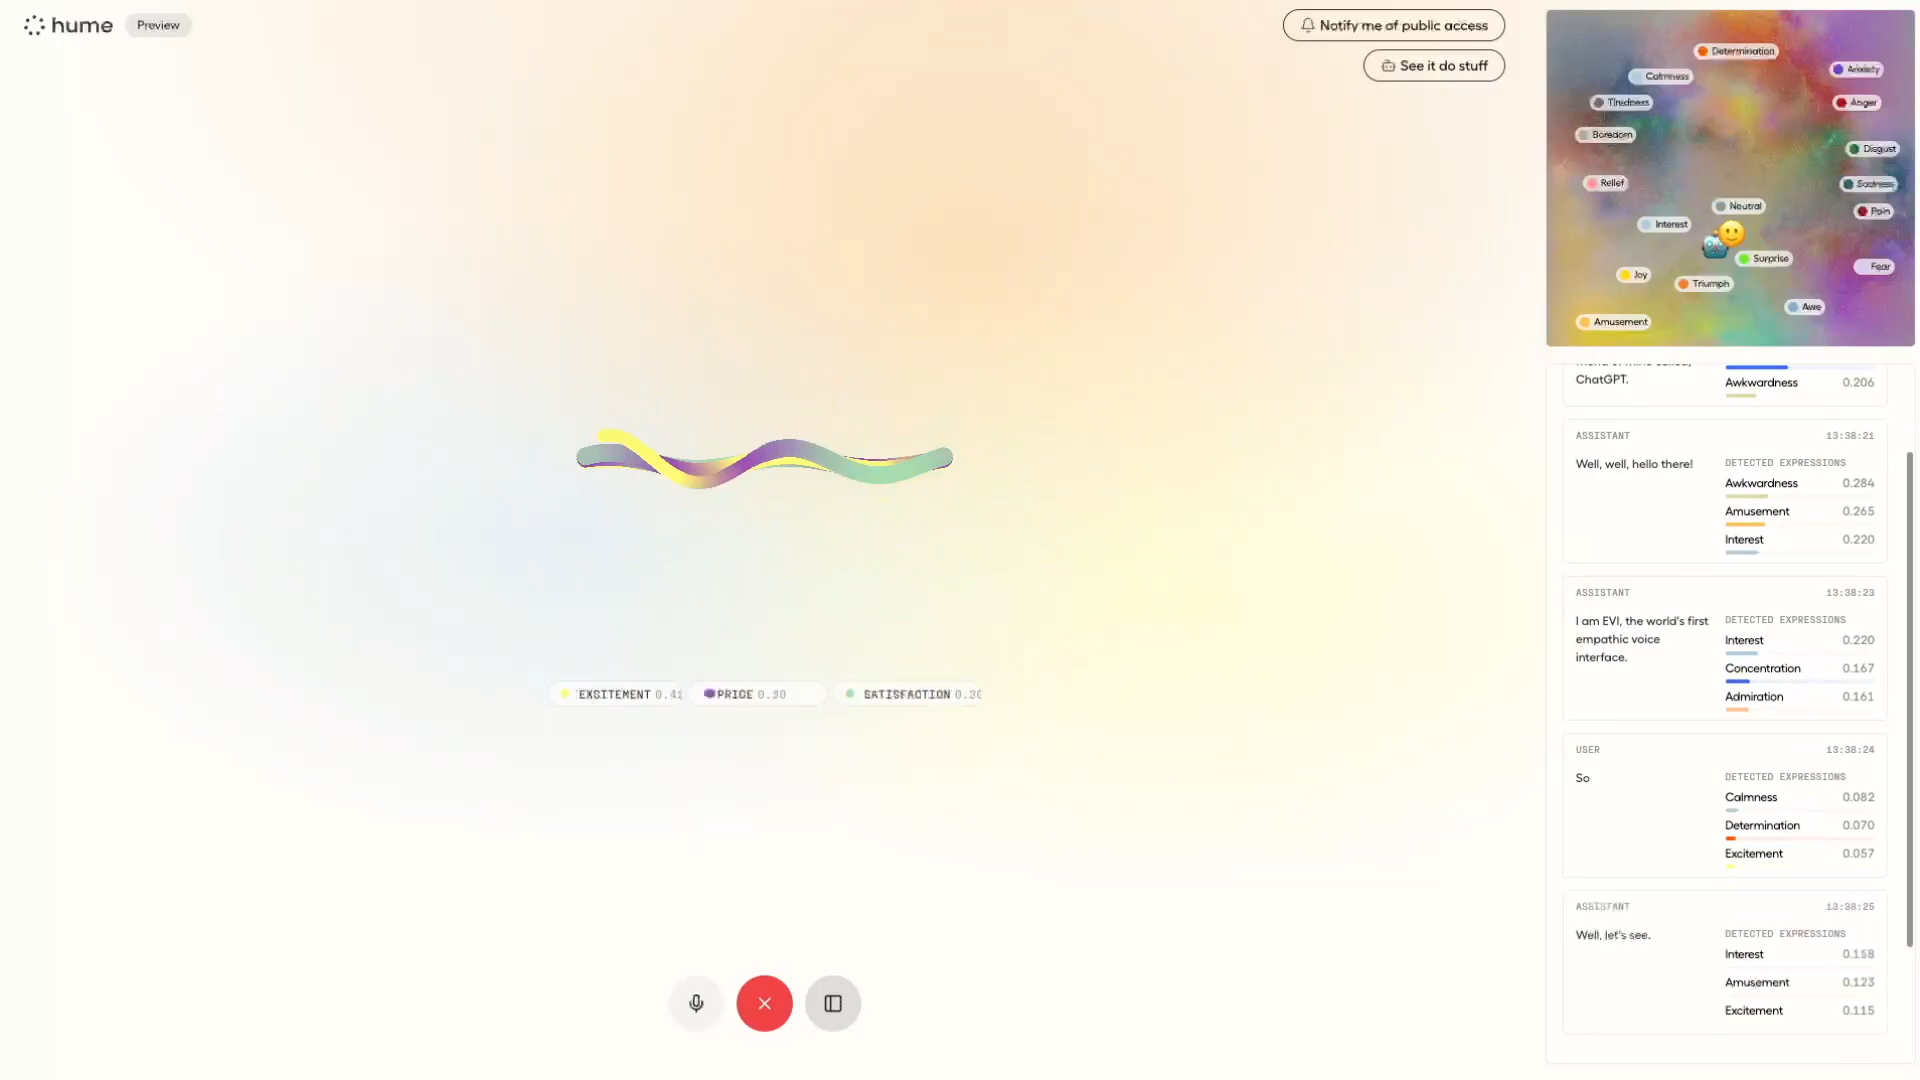 hume
Preview
Notify me of public access
See it do stuff
Determination
Calmness
Anxiety
Tiredness
Anger
Boredom
Disgust
Relief
Sadness
Neutral
Pain
Interest
Surprise
Fear
Joy
Triumph
Awe
Amusement
ChatGPT.
Awkwardness 0.206
ASSISTANT 13:38:21
Well, well, hello there!
DETECTED EXPRESSIONS
Awkwardness 0.284
Amusement 0.265
Interest 0.220
ASSISTANT 13:38:23
I am EVI, the world's first
empathic voice
interface.
DETECTED EXPRESSIONS
Interest 0.220
Concentration 0.167
Admiration 0.161
USER 13:38:24
So
DETECTED EXPRESSIONS
Calmness 0.082
Determination 0.070
Excitement 0.057
ASSISTANT 13:38:25
Well, let's see.
DETECTED EXPRESSIONS
Interest 0.158
Amusement 0.123
Excitement 0.115
EXCITEMENT
SATISFACTION